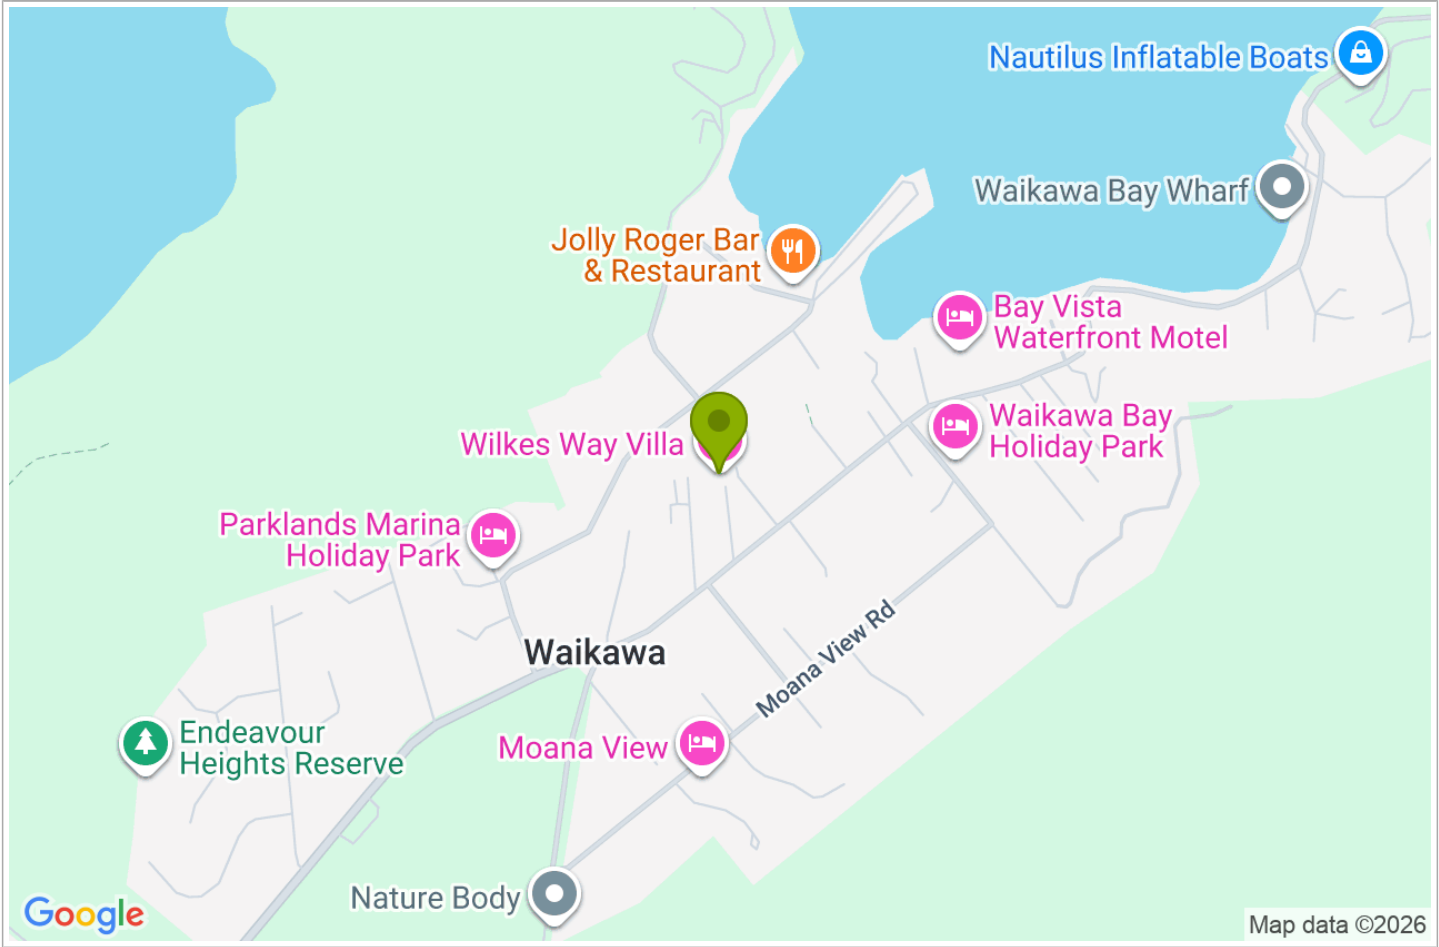 Nautilus Inflatable Boats
Waikawa Bay Wharf
Jolly Roger Bar
& Restaurant
Bay Vista
Waterfront Motel
Waikawa Bay
Holiday Park
Wilkes Way Villa
Parklands Marina
Holiday Park
Moana View Rd
Waikawa
Endeavour
Heights Reserve
Moana View
Nature Body
Google
Map data ©2026